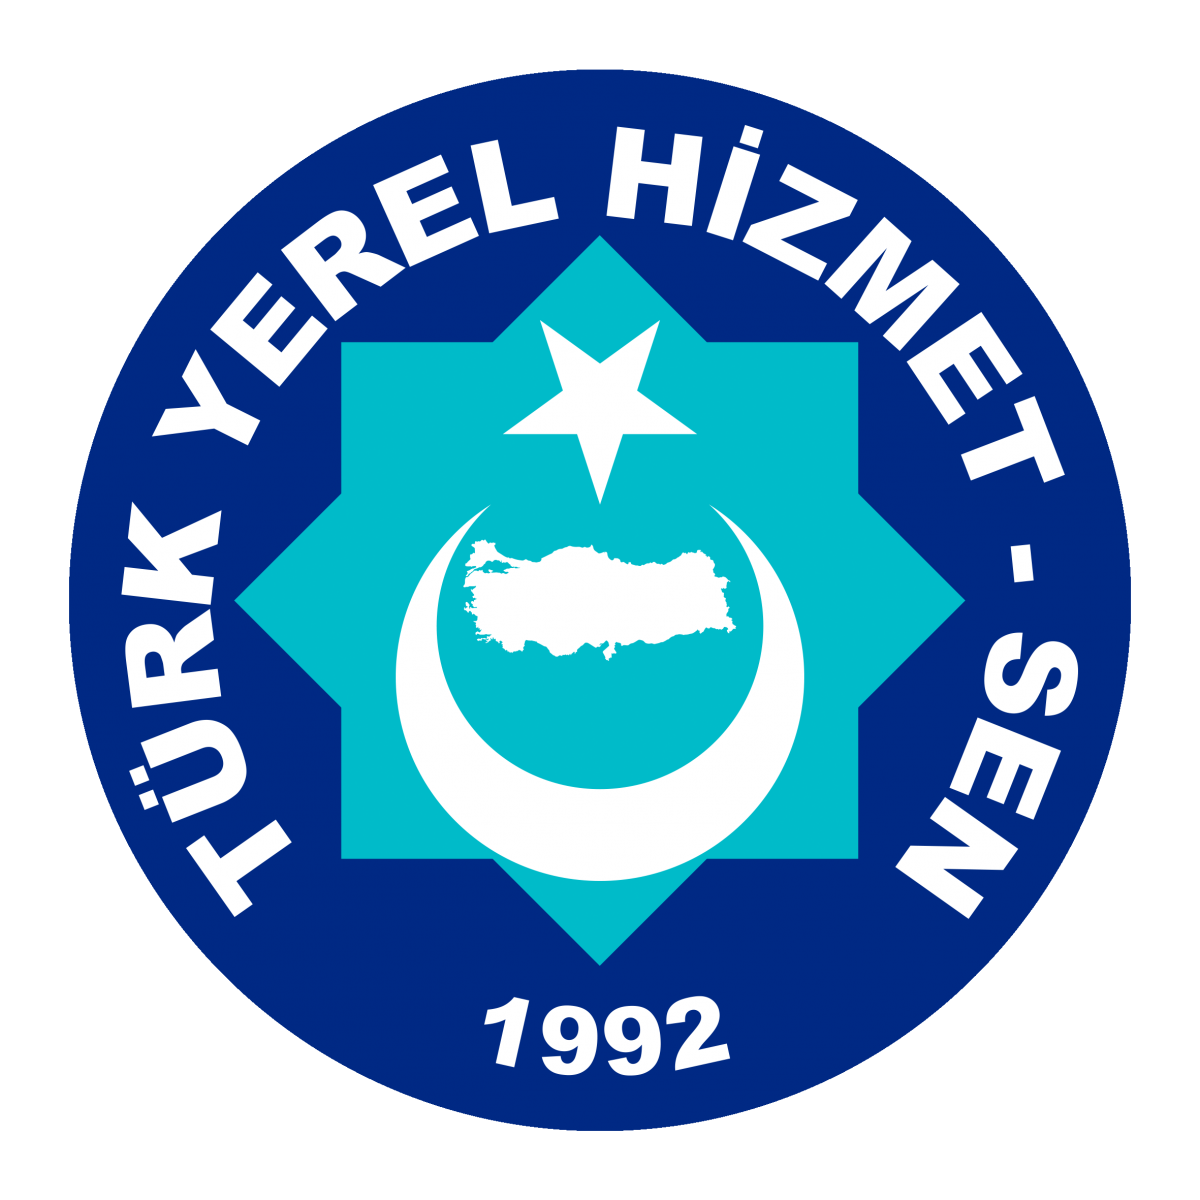 TÜRK YEREL HİZMET - SEN
1992